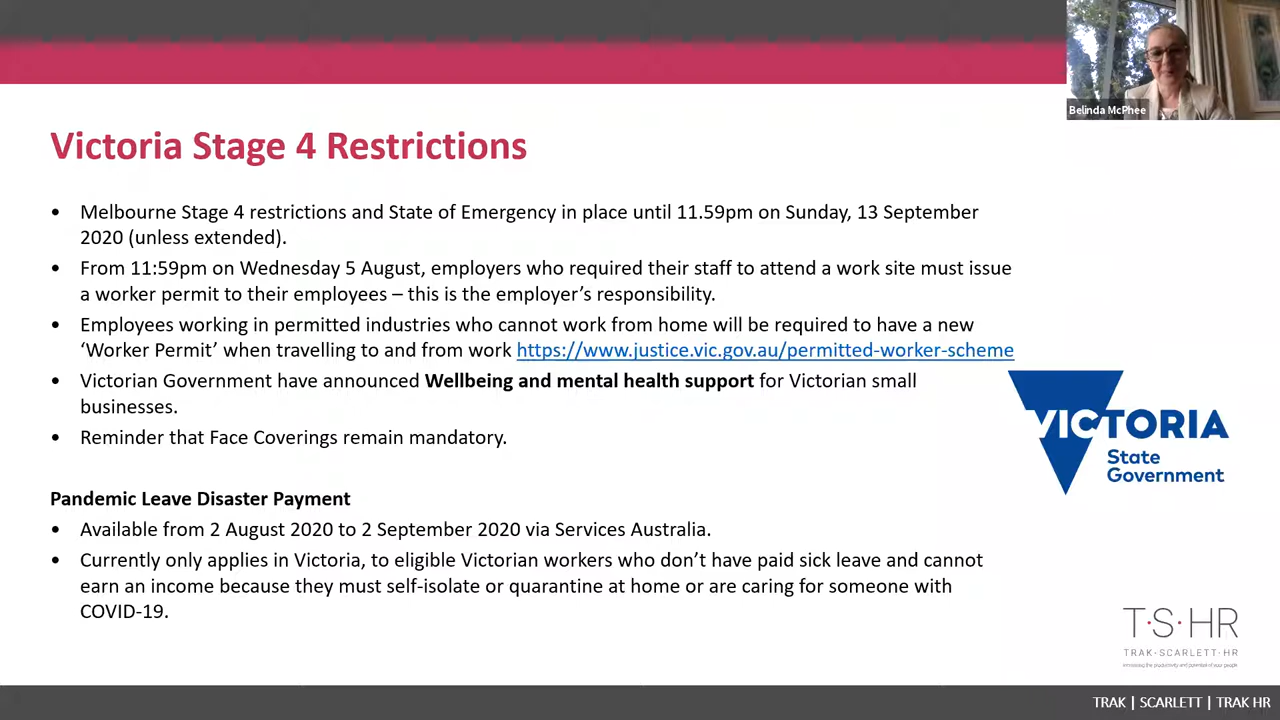 Belinda McPhee
Victoria Stage 4 Restrictions
• Melbourne Stage 4 restrictions and State of Emergency in place until 11.59pm on Sunday, 13 September
2020 (unless extended).
• From 11:59pm on Wednesday 5 August, employers who required their staff to attend a work site must issue
a worker permit to their employees – this is the employer’s responsibility.
• Employees working in permitted industries who cannot work from home will be required to have a new
‘Worker Permit’ when travelling to and from work https://www.justice.vic.gov.au/permitted-worker-scheme
• Victorian Government have announced Wellbeing and mental health support for Victorian small
businesses.
• Reminder that Face Coverings remain mandatory.
VICTORIA
State
Government
Pandemic Leave Disaster Payment
• Available from 2 August 2020 to 2 September 2020 via Services Australia.
• Currently only applies in Victoria, to eligible Victorian workers who don’t have paid sick leave and cannot
earn an income because they must self-isolate or quarantine at home or are caring for someone with
COVID-19.
T·S·HR
TRAK·SCARLETT·HR
increasing the productivity and potential of your people
TRAK | SCARLETT | TRAK HR